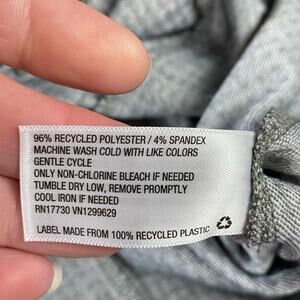 96% RECYCLED POLYESTER / 4% SPANDEX
MACHINE WASH COLD WITH LIKE COLORS
GENTLE CYCLE
ONLY NON-CHLORINE BLEACH IF NEEDED
TUMBLE DRY LOW, REMOVE PROMPTLY
COOL IRON IF NEEDED
RN17730 VN1299629
LABEL MADE FROM 100% RECYCLED PLASTIC